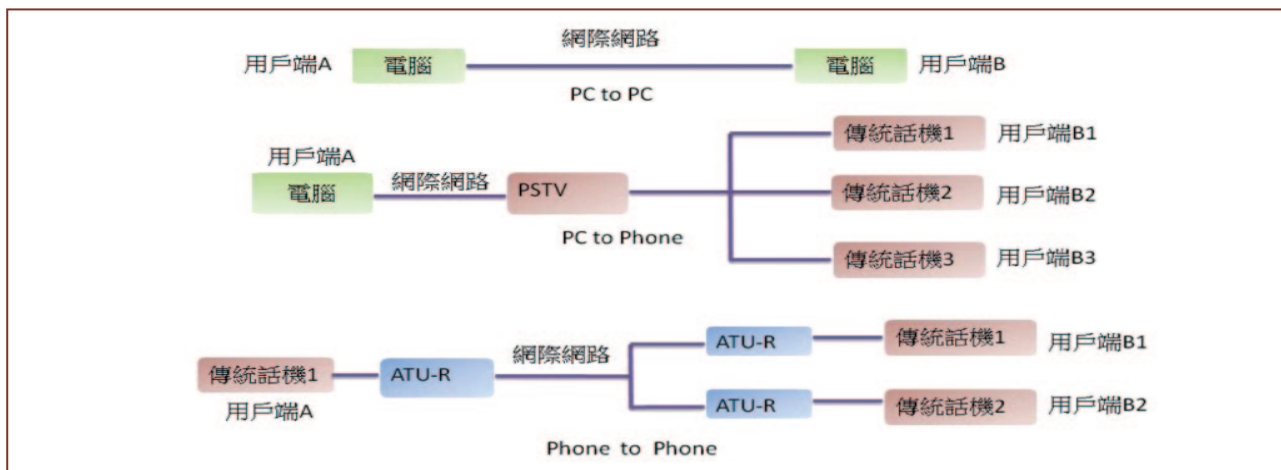 網際網路
用戶端A 電腦 電腦 用戶端B
PC to PC
傳統話機1 用戶端B1
用戶端A
網際網路
電腦 PSTV 傳統話機2 用戶端B2
PC to Phone
傳統話機3 用戶端B3
ATU-R 傳統話機1 用戶端B1
網際網路
傳統話機1 ATU-R
用戶端A
ATU-R 傳統話機2 用戶端B2
Phone to Phone